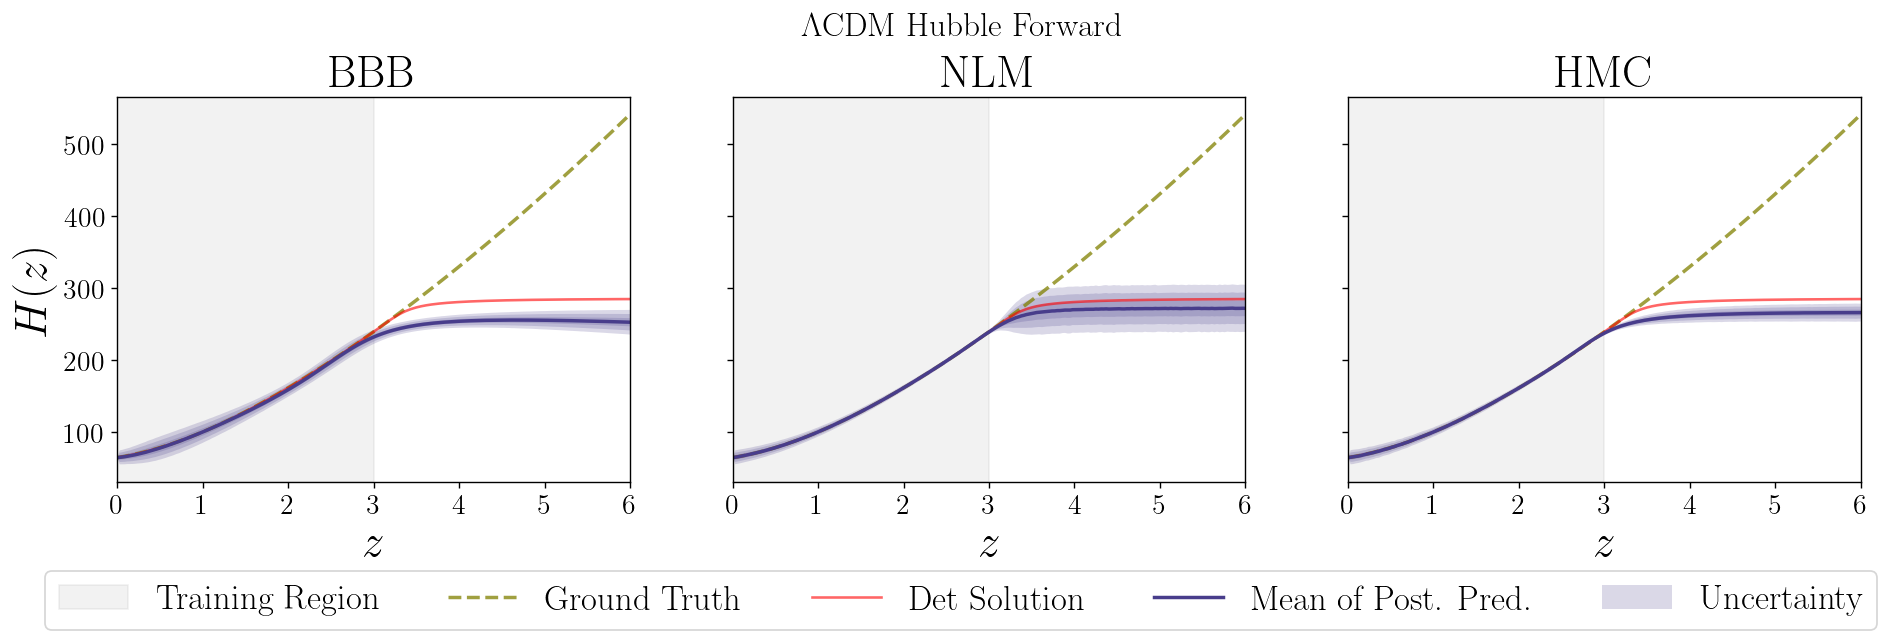 ΛCDM Hubble Forward
BBB NLM HMC
H(z)
500
400
300
200
100
0 1 2 3 4 5 6 0 1 2 3 4 5 6 0 1 2 3 4 5 6
z z z
Training Region Ground Truth Det Solution Mean of Post. Pred. Uncertainty